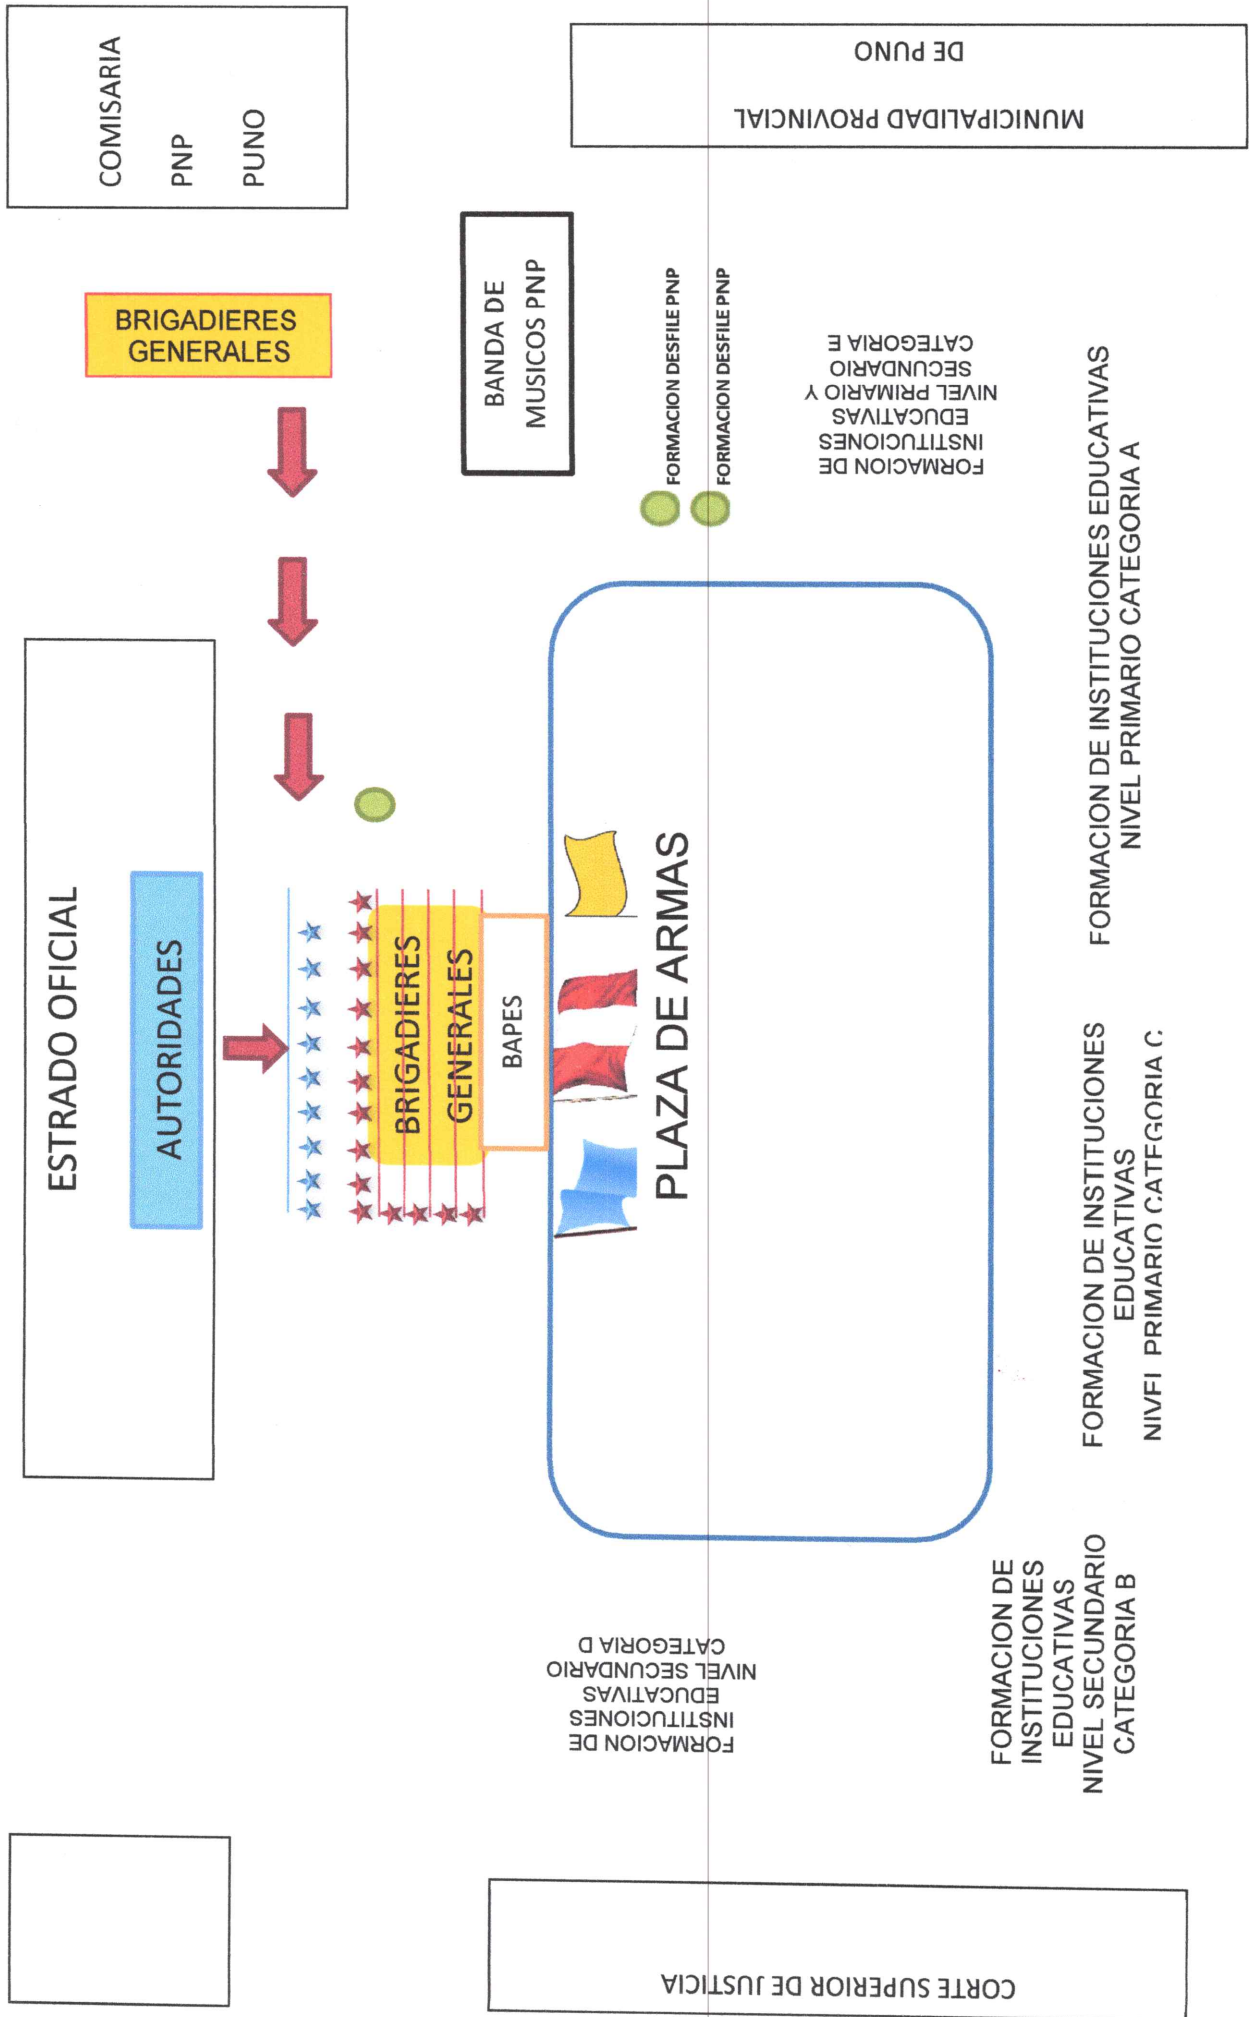 COMISARIA
PNP
PUNO
BRIGADIERES
GENERALES
ESTRADO OFICIAL
AUTORIDADES
BRIGADIERES
GENERALES
BAPES
BANDA DE
MUSICOS PNP
MUNICIPALIDAD PROVINCIAL
DE PUNO
FORMACION DESFILE PNP
FORMACION DESFILE PNP
PLAZA DE ARMAS
FORMACION DE
INSTITUCIONES
EDUCATIVAS
NIVEL PRIMARIO Y
SECUNDARIO
CATEGORIA E
FORMACION DE INSTITUCIONES EDUCATIVAS
NIVEL PRIMARIO CATEGORIA A
FORMACION DE INSTITUCIONES
EDUCATIVAS
NIVEL PRIMARIO CATEGORIA C
FORMACION DE
INSTITUCIONES
EDUCATIVAS
NIVEL SECUNDARIO
CATEGORIA B
FORMACION DE
INSTITUCIONES
EDUCATIVAS
NIVEL SECUNDARIO
CATEGORIA D
CORTE SUPERIOR DE JUSTICIA